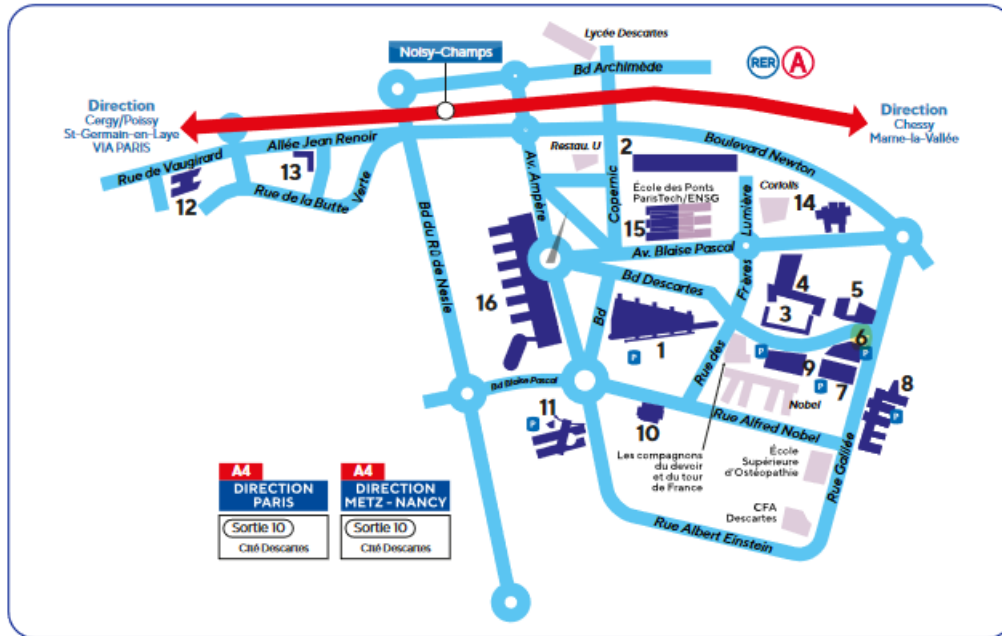 Lycée Descartes
Noisy-Champs
Bd Archimède
RER A
Direction
Cergy/Poissy
St-Germain-en-Laye
VIA PARIS
Direction
Chessy
Marne-la-Vallée
Allée Jean Renoir
Rue de Vaugirard
13
12
Rue de la Butte Verte
Bd du RU de Nesle
Av. Ampère
Restau. U
Copernic
2
Boulevard Newton
École des Ponts
ParisTech/ENSG
15
Lumière
Coriolis
14
Av. Blaise Pascal
Bd Descartes
Frères
16
Bd
4
3
5
6
P
1
P
Rue des
9
P
7
P
8
P
Nobel
Bd Blaise Pascal
11
P
10
Rue Alfred Nobel
Les compagnons
du devoir
et du tour
de France
École
Supérieure
d'Ostéopathie
Rue Galilée
CFA
Descartes
Rue Albert Einstein
A4
DIRECTION
PARIS
Sortie 10
Cité Descartes
A4
DIRECTION
METZ - NANCY
Sortie 10
Cité Descartes